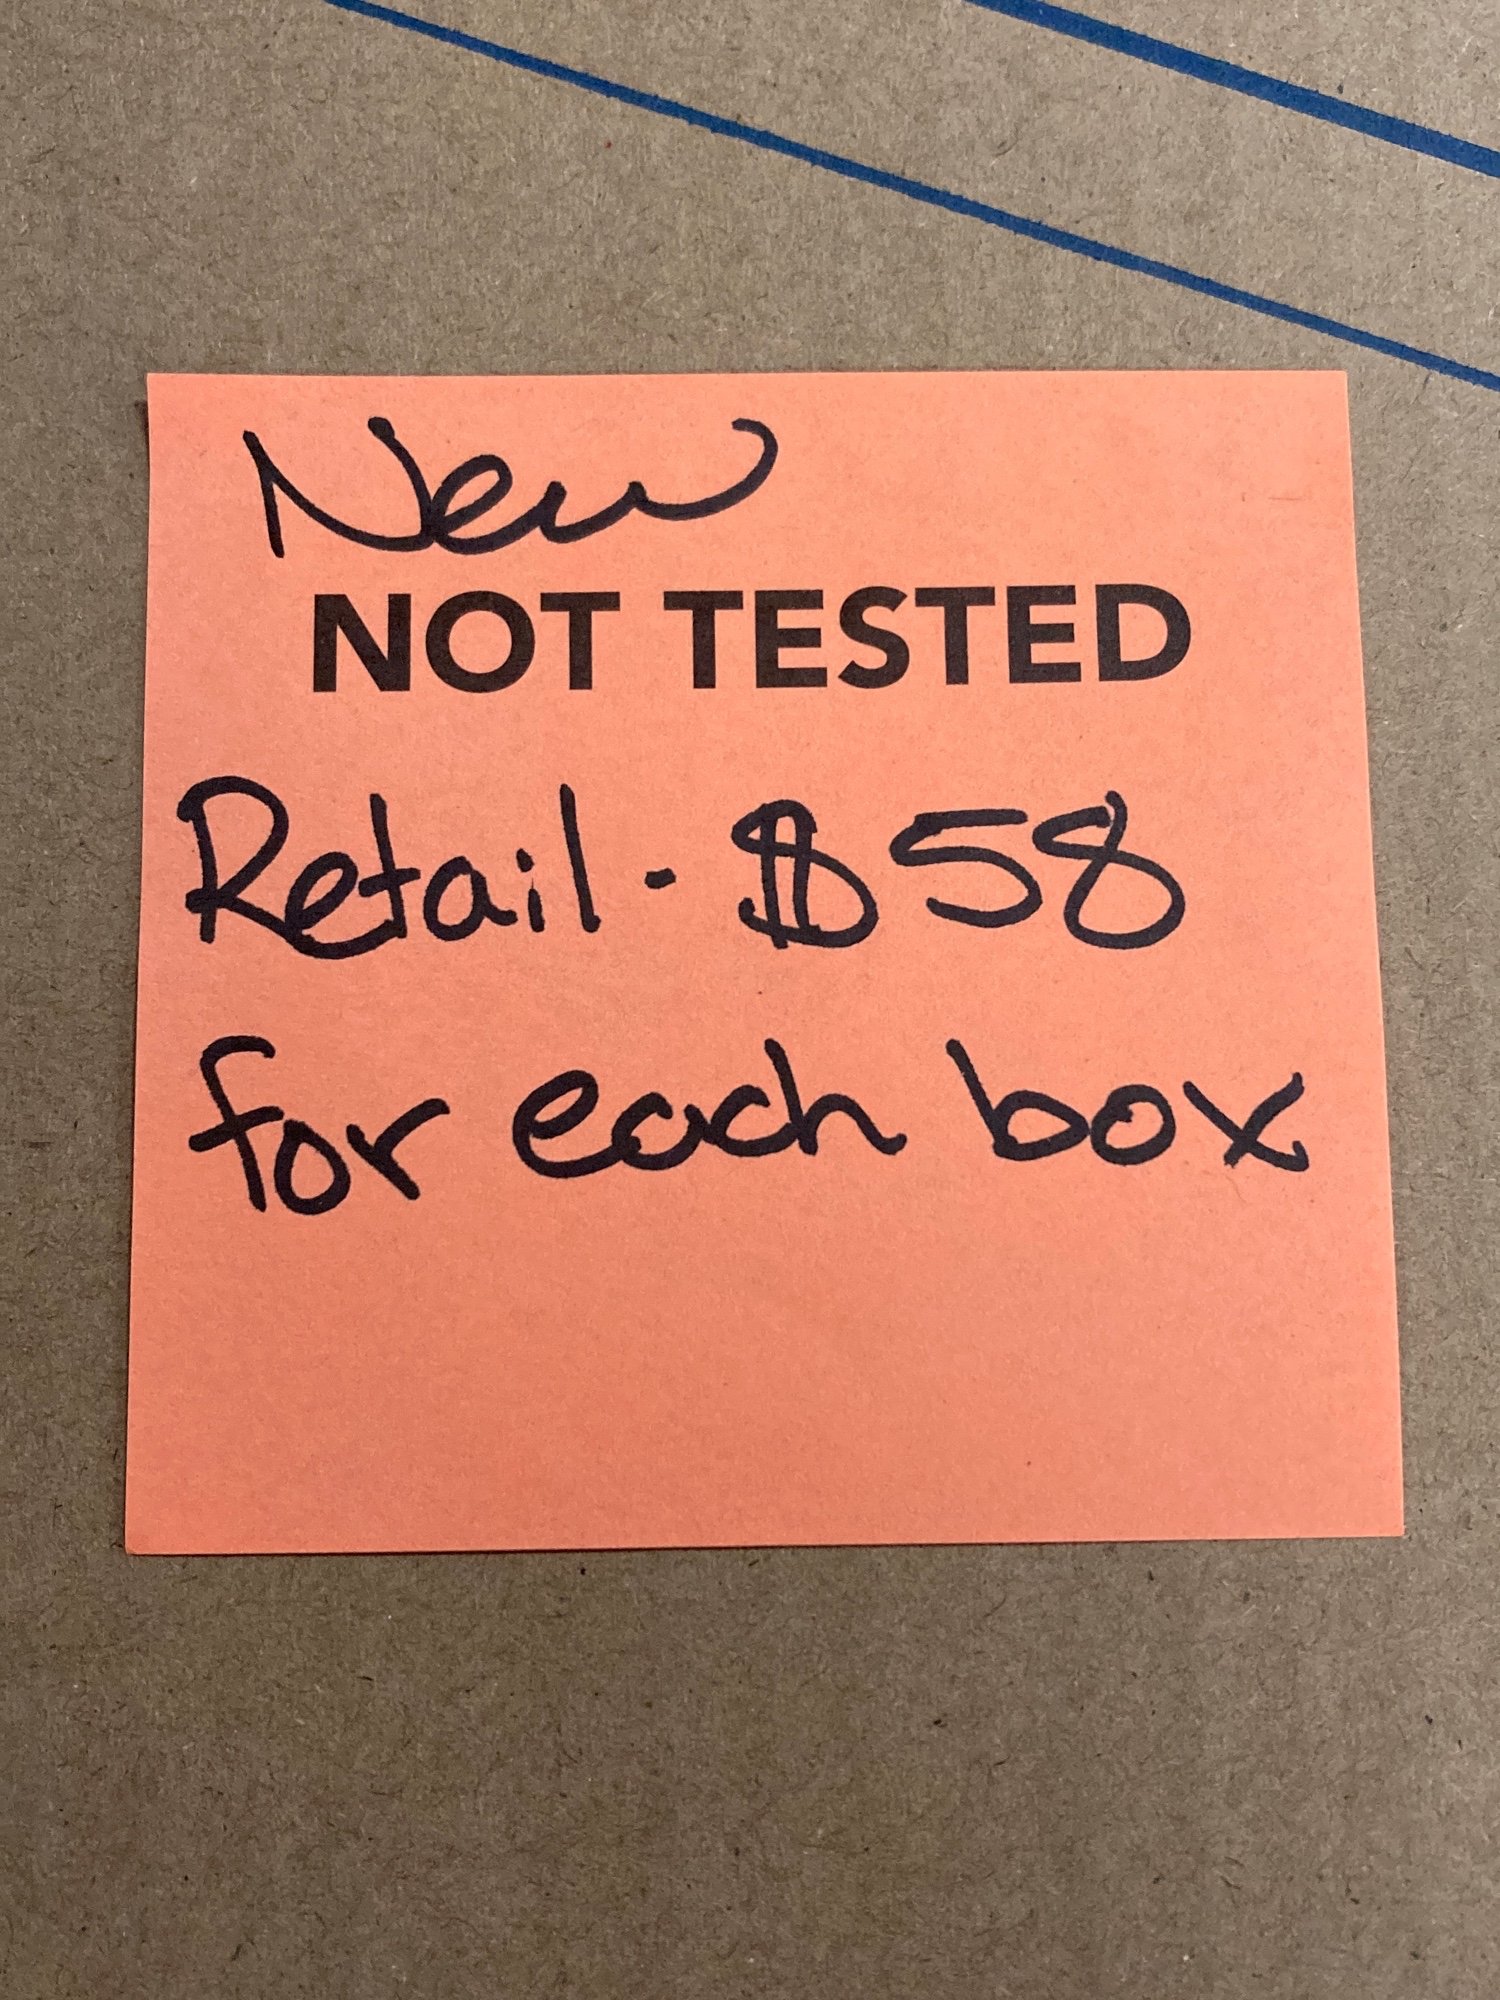 New
NOT TESTED
Retail - $58
for each box